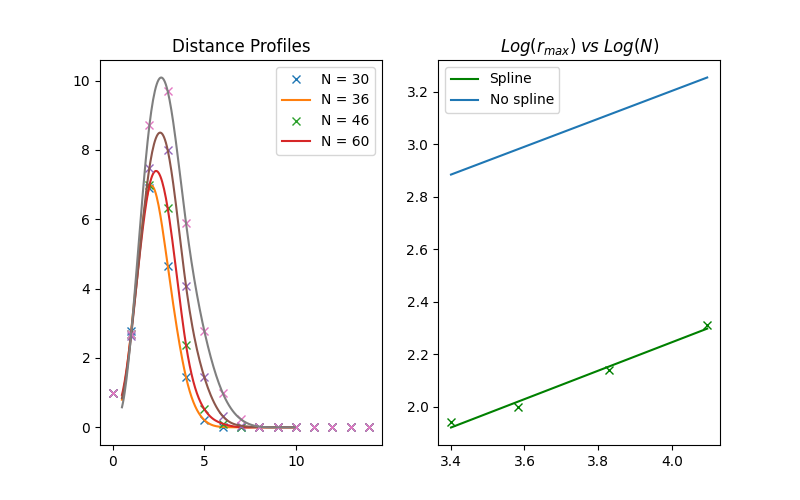 Distance Profiles
N = 30
N = 36
N = 46
N = 60
10
8
6
4
2
0
0
5
10
Log(r_max) vs Log(N)
Spline
No spline
3.2
3.0
2.8
2.6
2.4
2.2
2.0
3.4
3.6
3.8
4.0